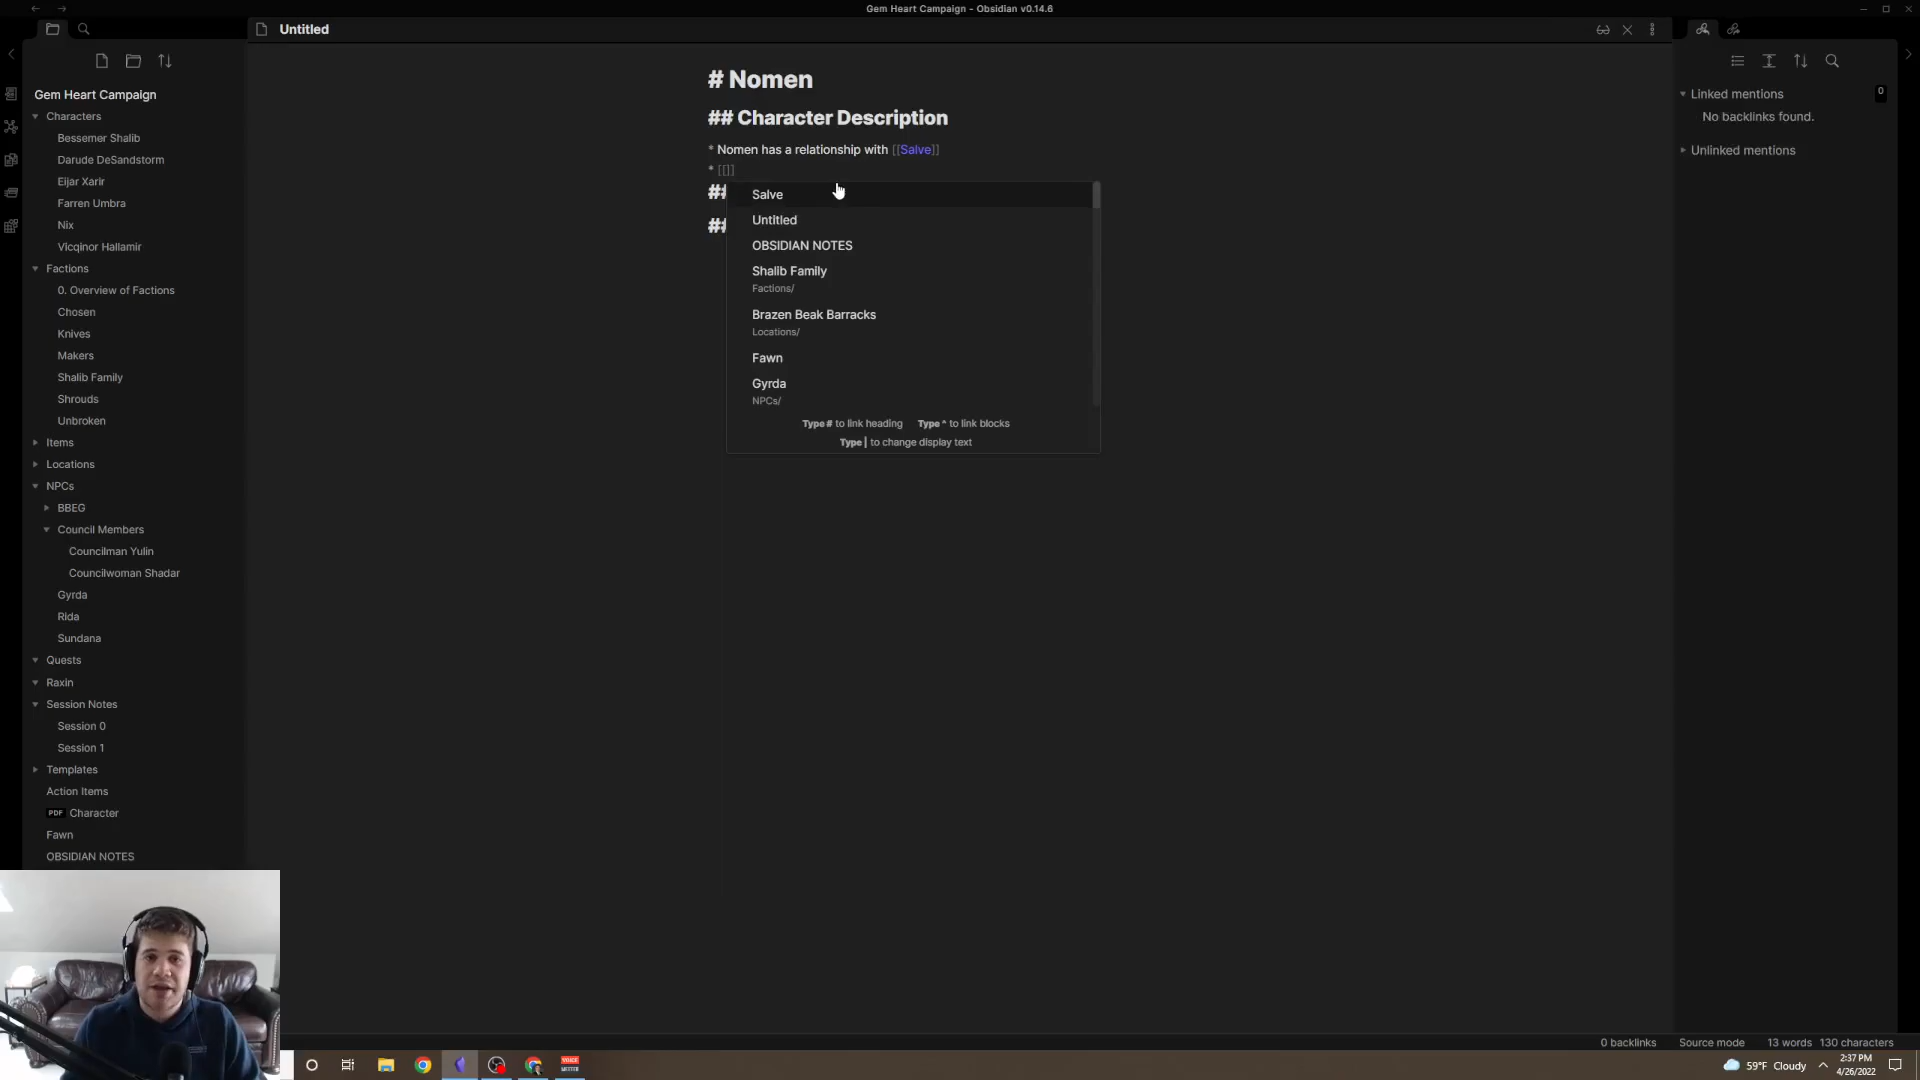 Gem Heart Campaign - Obsidian v0.14.6
Untitled
Gem Heart Campaign
Characters
Bessemer Shalib
Darude DeSandstorm
Eijar Xarir
Farren Umbra
Nix
Vicqinor Hallamir
Factions
0. Overview of Factions
Chosen
Knives
Makers
Shalib Family
Shrouds
Unbroken
Items
Locations
NPCs
BBEG
Council Members
Councilman Yulin
Councilwoman Shadar
Gyrda
Rida
Sundana
Quests
Raxin
Session Notes
Session 0
Session 1
Templates
Action Items
PDF Character
Fawn
OBSIDIAN NOTES
# Nomen
## Character Description
* Nomen has a relationship with [[Salve]]
* [[]]
##
##
Salve
Untitled
OBSIDIAN NOTES
Shalib Family
Factions/
Brazen Beak Barracks
Locations/
Fawn
Gyrda
NPCs/
Type # to link heading Type ^ to link blocks
Type | to change display text
Linked mentions 0
No backlinks found.
Unlinked mentions
0 backlinks Source mode 13 words 130 characters
VOICE MEETER
59°F Cloudy
2:37 PM
4/26/2022